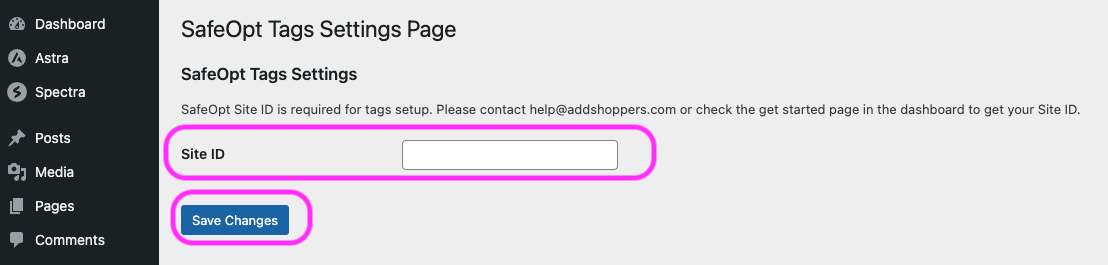 Dashboard
Astra
Spectra
Posts
Media
Pages
Comments
SafeOpt Tags Settings Page
SafeOpt Tags Settings
SafeOpt Site ID is required for tags setup. Please contact help@addshoppers.com or check the get started page in the dashboard to get your Site ID.
Site ID
Save Changes